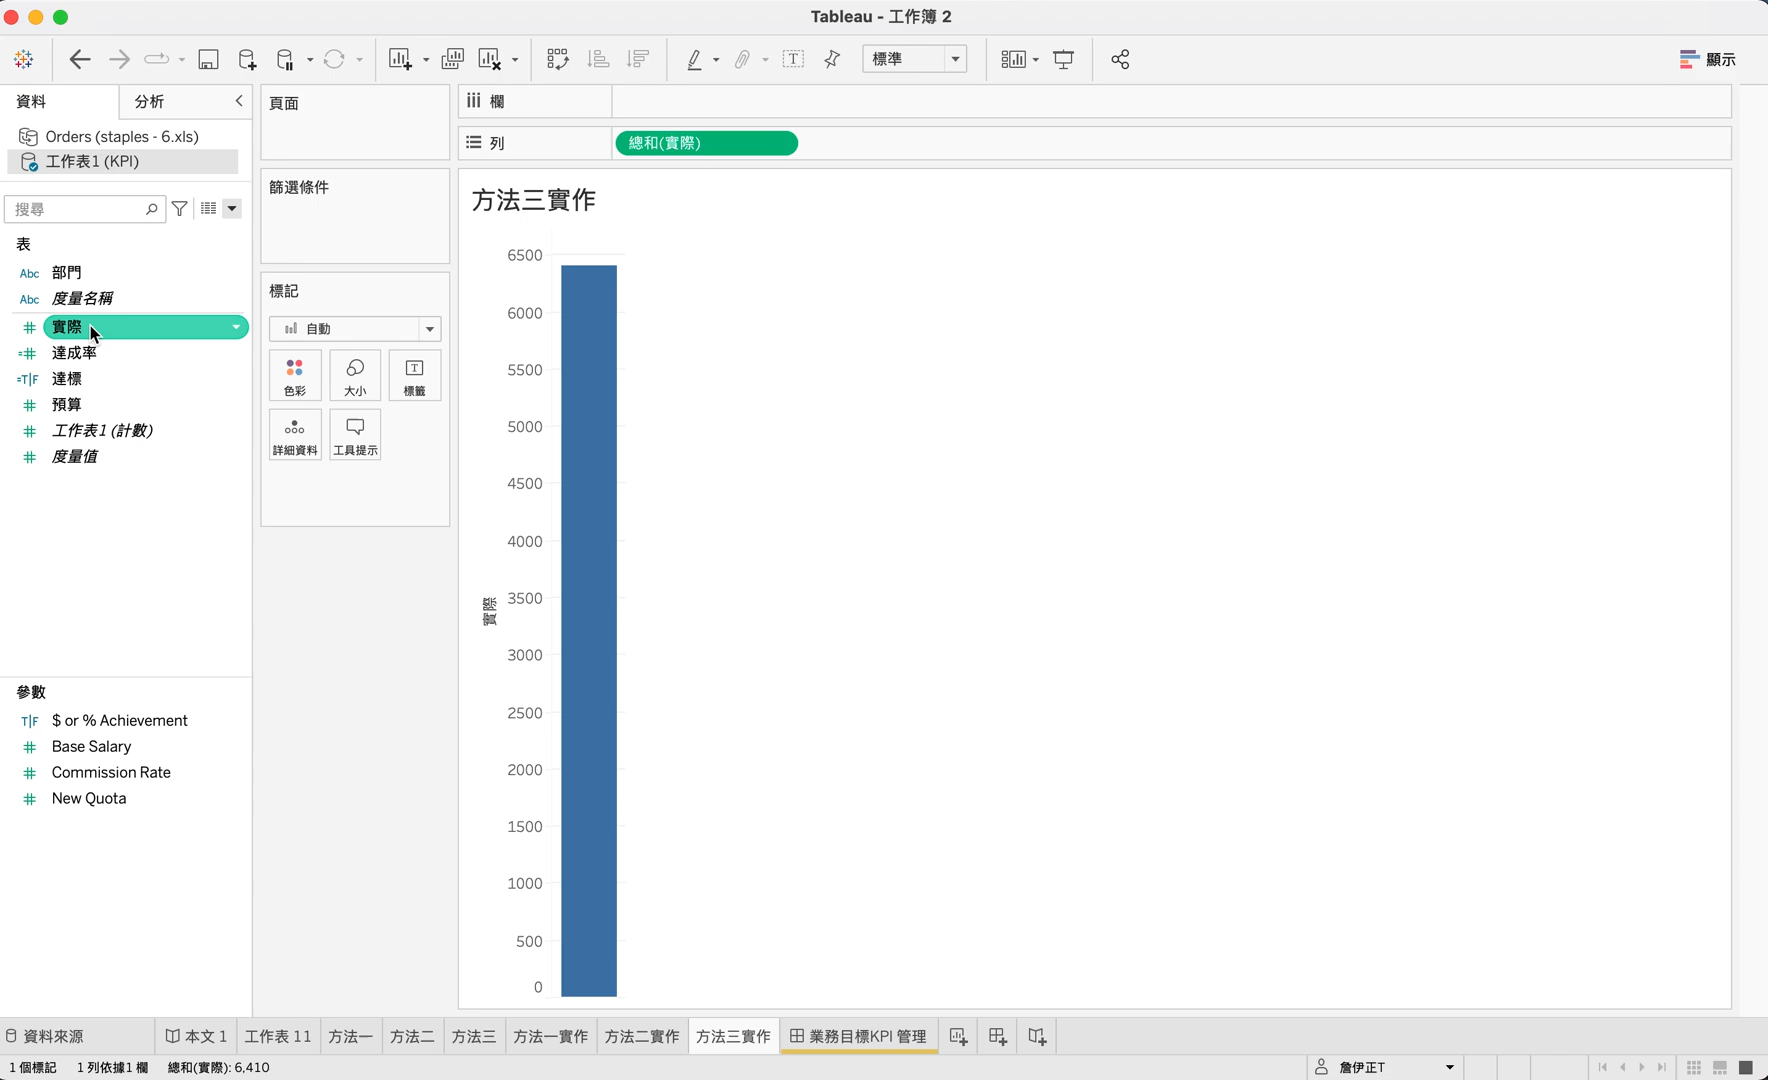 Tableau - 工作簿 2
標準
顯示
資料
分析
Orders (staples - 6.xls)
工作表1 (KPI)
搜尋
表
Abc 部門
Abc 度量名稱
實際
達成率
T|F 達標
預算
工作表1 (計數)
度量值
參數
T|F $ or % Achievement
Base Salary
Commission Rate
New Quota
頁面
篩選條件
標記
自動
色彩
大小
標籤
詳細資料
工具提示
欄
列
總和(實際)
方法三實作
6500
6000
5500
5000
4500
4000
3500
3000
2500
2000
1500
1000
500
0
實際
資料來源
本文 1
工作表 11
方法一
方法二
方法三
方法一實作
方法二實作
方法三實作
業務目標KPI 管理
1 個標記
1 列依據1 欄
總和(實際): 6,410
詹伊正T